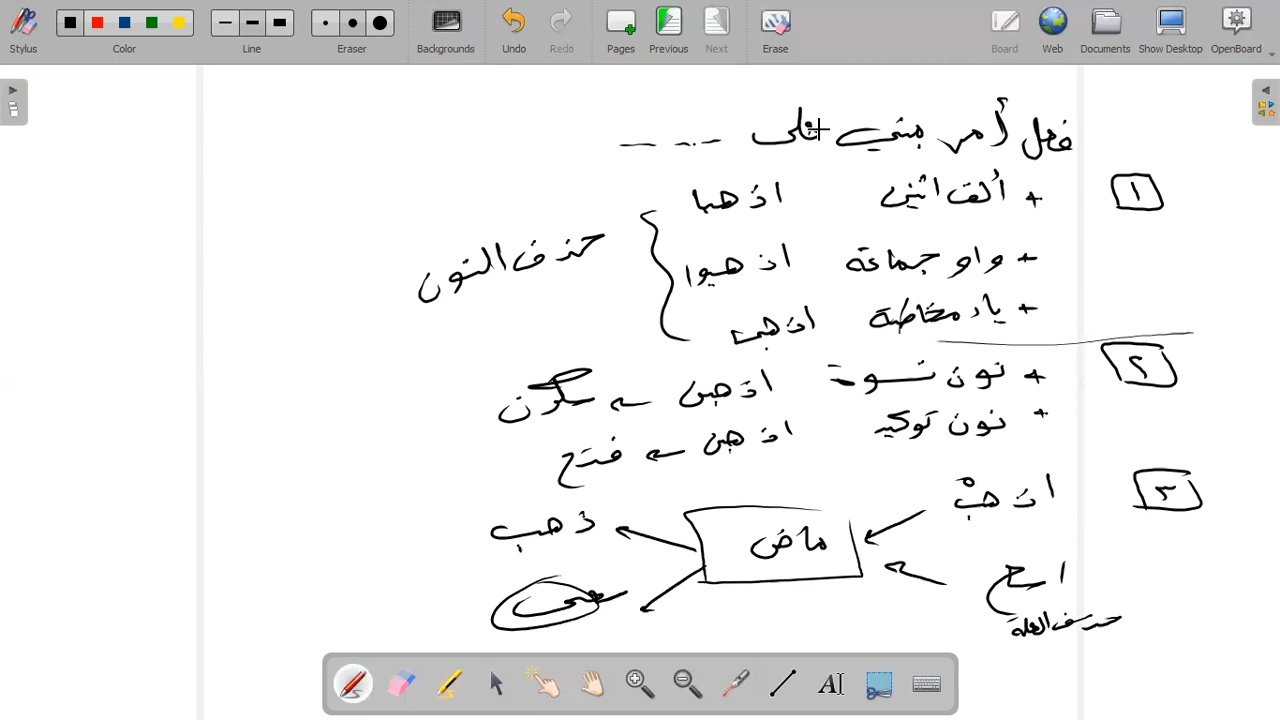 Stylus Color Line Eraser Backgrounds Undo Redo Pages Previous Next Erase Board Web Documents Show Desktop OpenBoard
فعل أمر مبني على ......
١ + ألف اثنين اذهبا
+ واو جماعة اذهبوا
+ ياء مخاطبة اذهبي
حذف النون
٢ + نون نسوة اذهبن سكون
+ نون توكيد اذهبن فتح
٣ اذهبْ
ماض
ذهب
اسع
سعى
حذف العلة